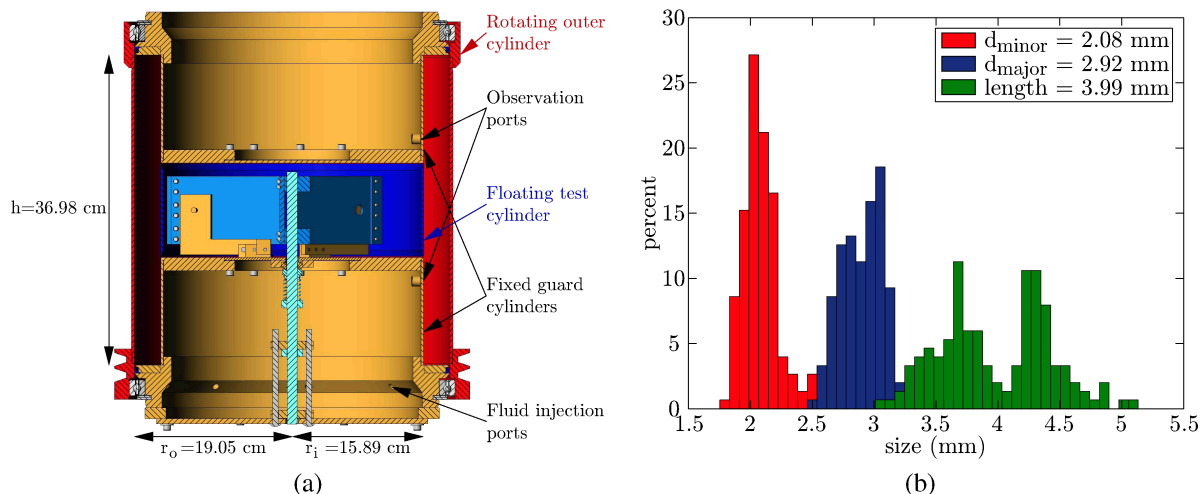 Rotating outer
cylinder
Observation
ports
h=36.98 cm
Floating test
cylinder
Fixed guard
cylinders
Fluid injection
ports
r_o=19.05 cm
r_i=15.89 cm
(a)
30
25
20
15
10
5
0
percent
d_minor = 2.08 mm
d_major = 2.92 mm
length = 3.99 mm
1.5 2 2.5 3 3.5 4 4.5 5 5.5
size (mm)
(b)